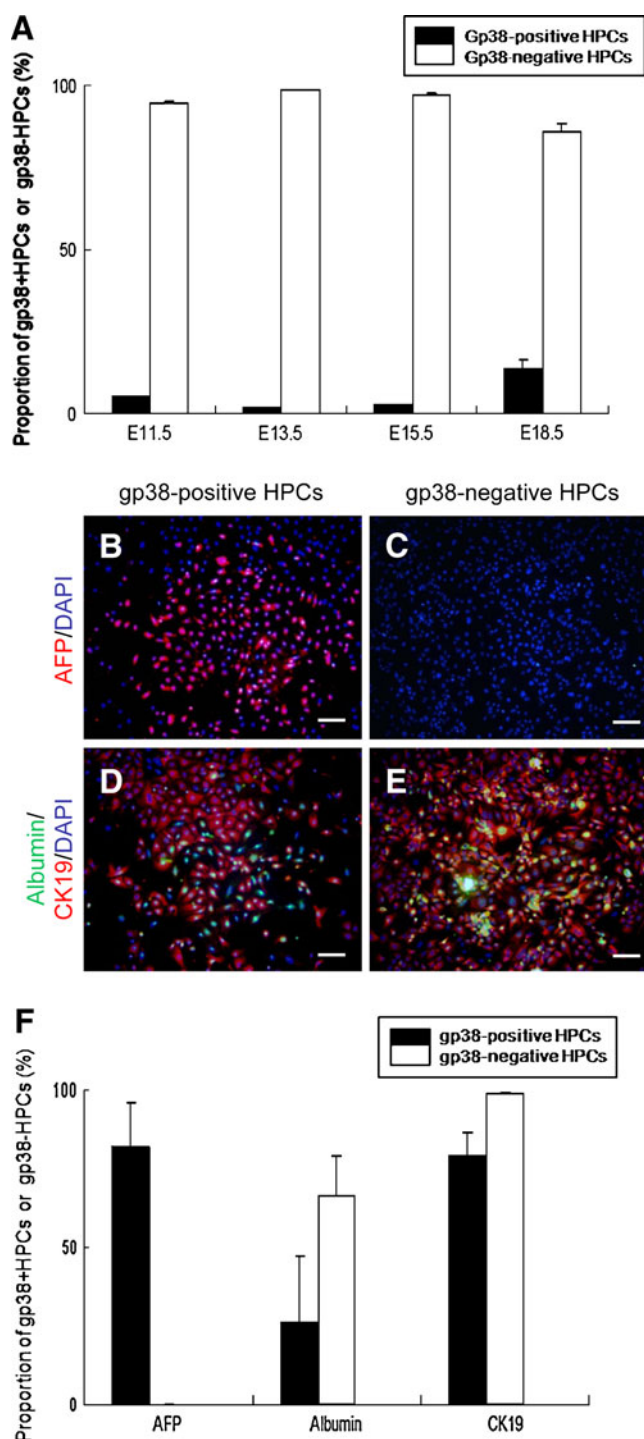 A
Gp38-positive HPCs
Gp38-negative HPCs
Proportion of gp38+HPCs or gp38-HPCs (%)
100
50
0
E11.5
E13.5
E15.5
E18.5
gp38-positive HPCs
gp38-negative HPCs
AFP/DAPI
B
C
Albumin/
CK19/DAPI
D
E
F
gp38-positive HPCs
gp38-negative HPCs
Proportion of gp38+HPCs or gp38-HPCs (%)
100
50
0
AFP
Albumin
CK19